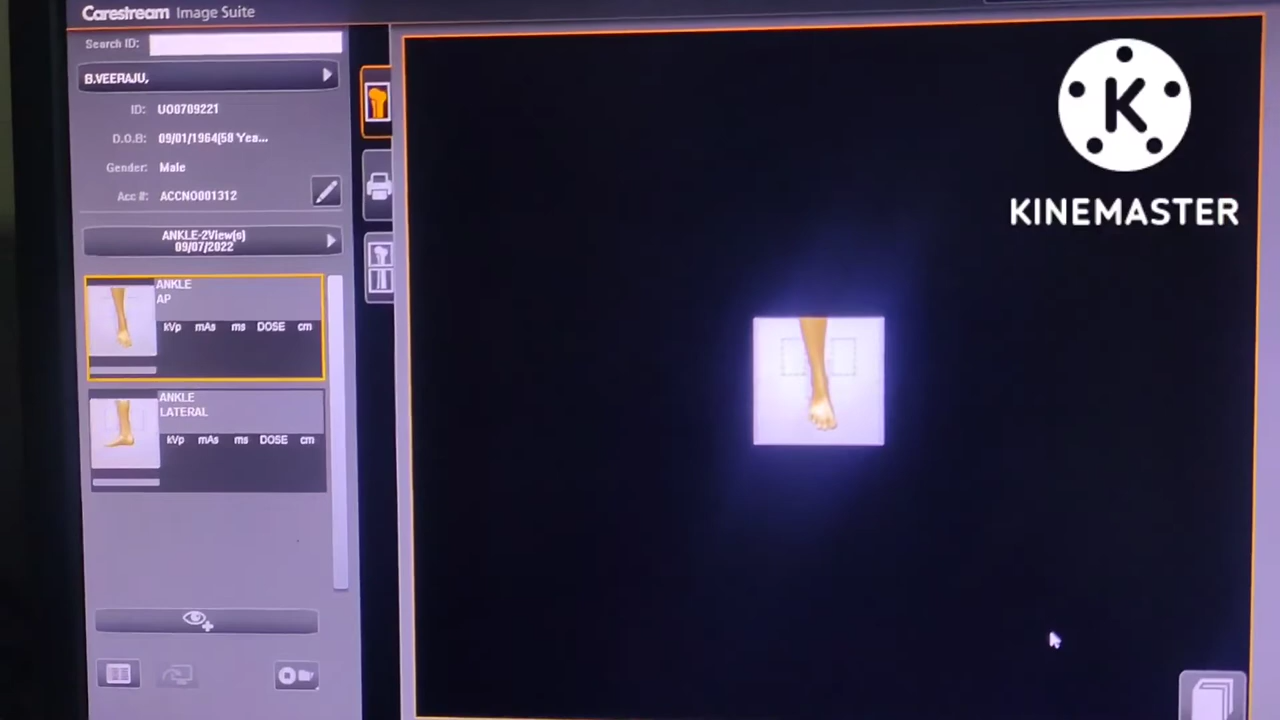 Carestream Image Suite
Search ID:
B.VEERAJU,
ID: UO0709221
D.O.B: 09/01/1964(58 Yea...
Gender: Male
Acc #: ACCNO001312
ANKLE-2View(s)
09/07/2022
ANKLE
AP
kVp mAs ms DOSE cm
ANKLE
LATERAL
kVp mAs ms DOSE cm
K
KINEMASTER